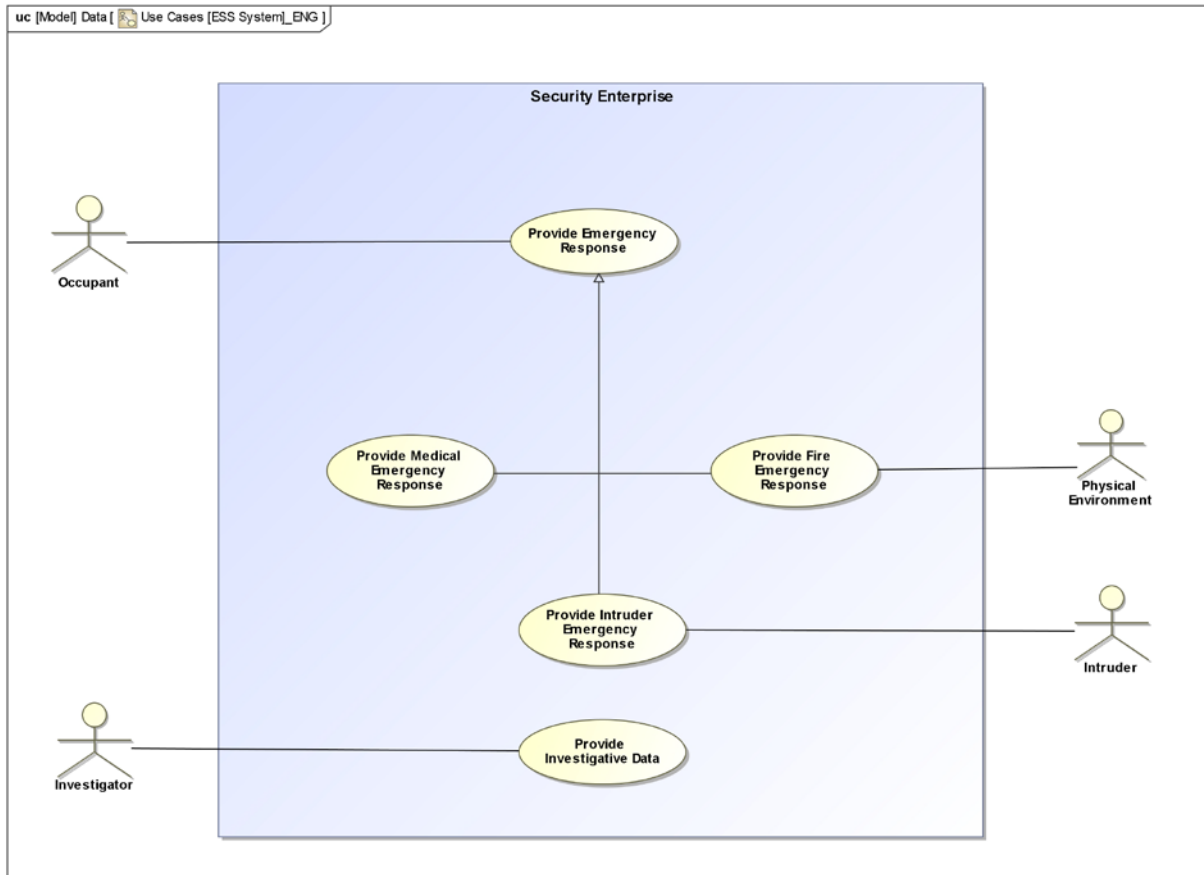 uc [Model] Data [ Use Cases [ESS System]_ENG ]
Security Enterprise
Provide Emergency
Response
Occupant
Provide Medical
Emergency
Response
Provide Fire
Emergency
Response
Physical
Environment
Provide Intruder
Emergency
Response
Intruder
Provide
Investigative Data
Investigator